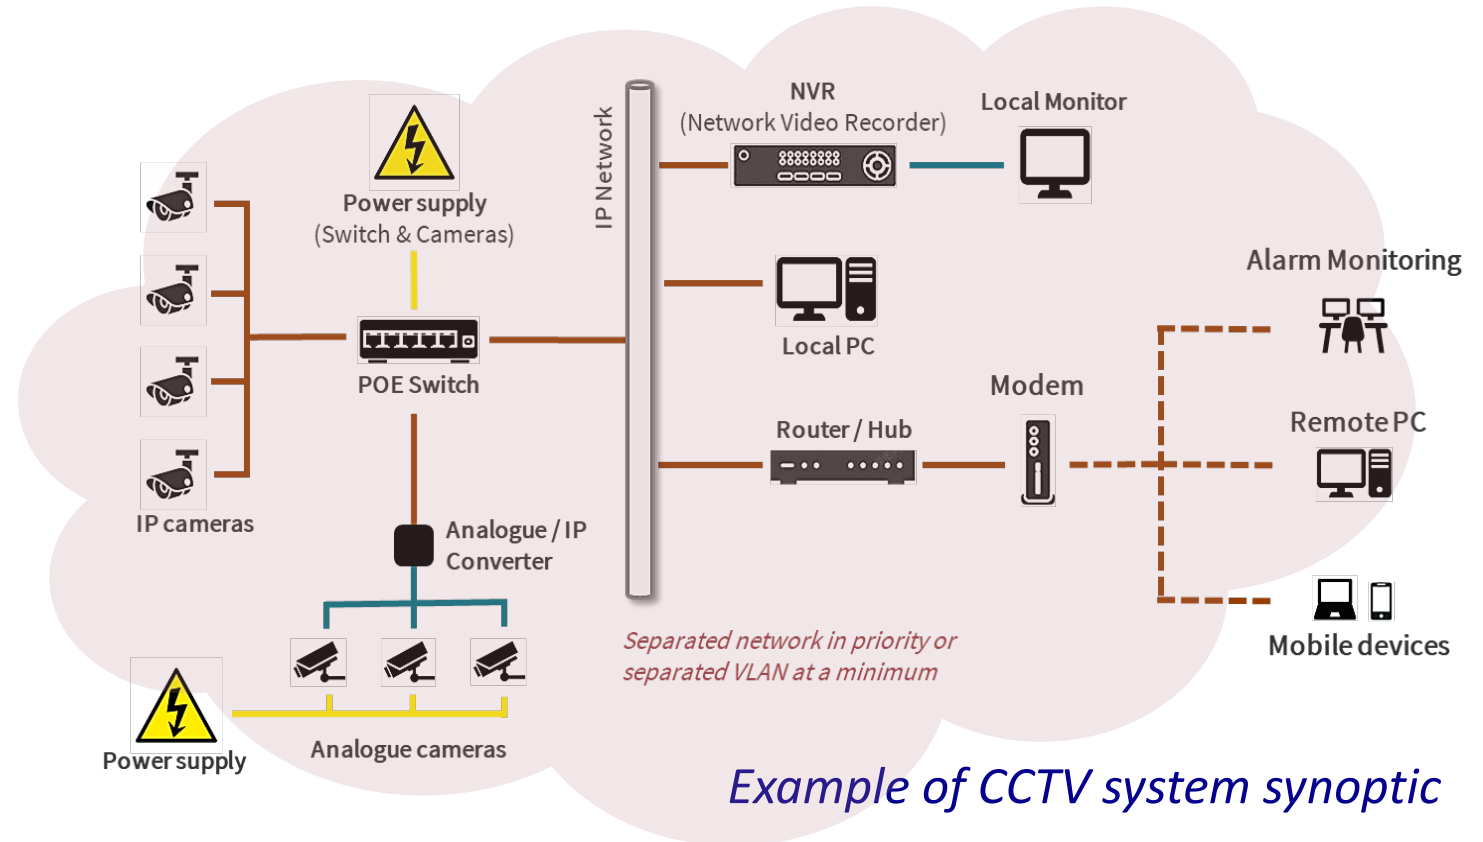 NVR
(Network Video Recorder)
Local Monitor
IP Network
Power supply
(Switch & Cameras)
Alarm Monitoring
Local PC
POE Switch
Modem
Router / Hub
Remote PC
IP cameras
Analogue / IP
Converter
Separated network in priority or
separated VLAN at a minimum
Mobile devices
Analogue cameras
Power supply
Example of CCTV system synoptic